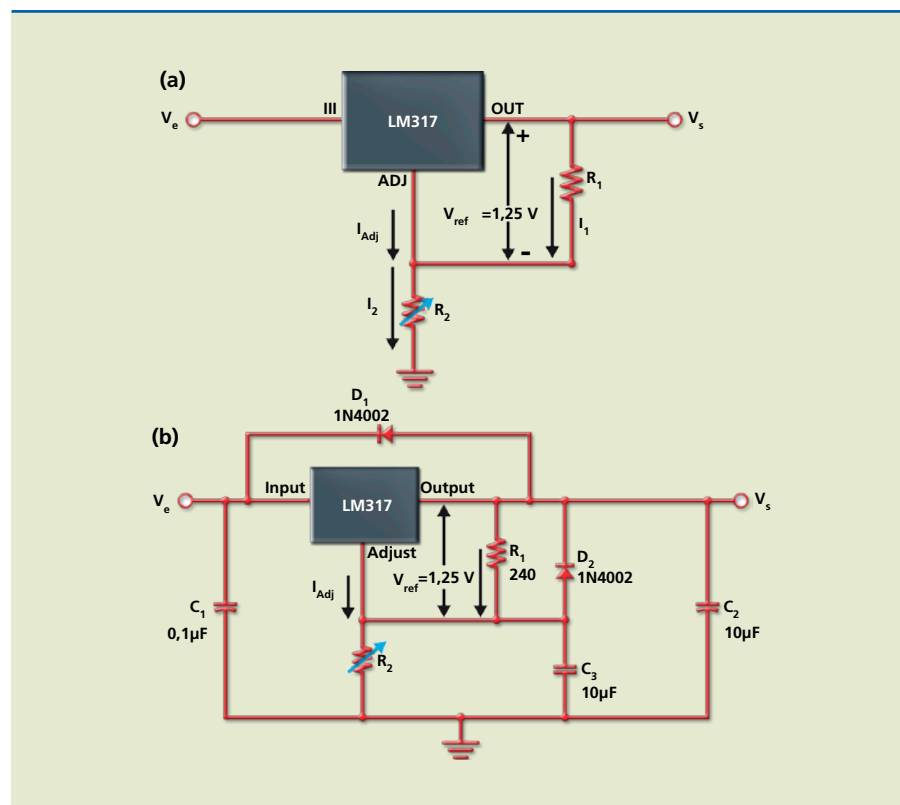 (a)
III
OUT
Ve
LM317
Vs
+
ADJ
R1
Vref =1,25 V
I1
IAdj
-
I2
R2
D1
1N4002
(b)
Input
Output
Ve
LM317
Vs
Adjust
R1
240
D2
1N4002
IAdj
Vref=1,25 V
C1
0,1µF
C2
10µF
R2
C3
10µF